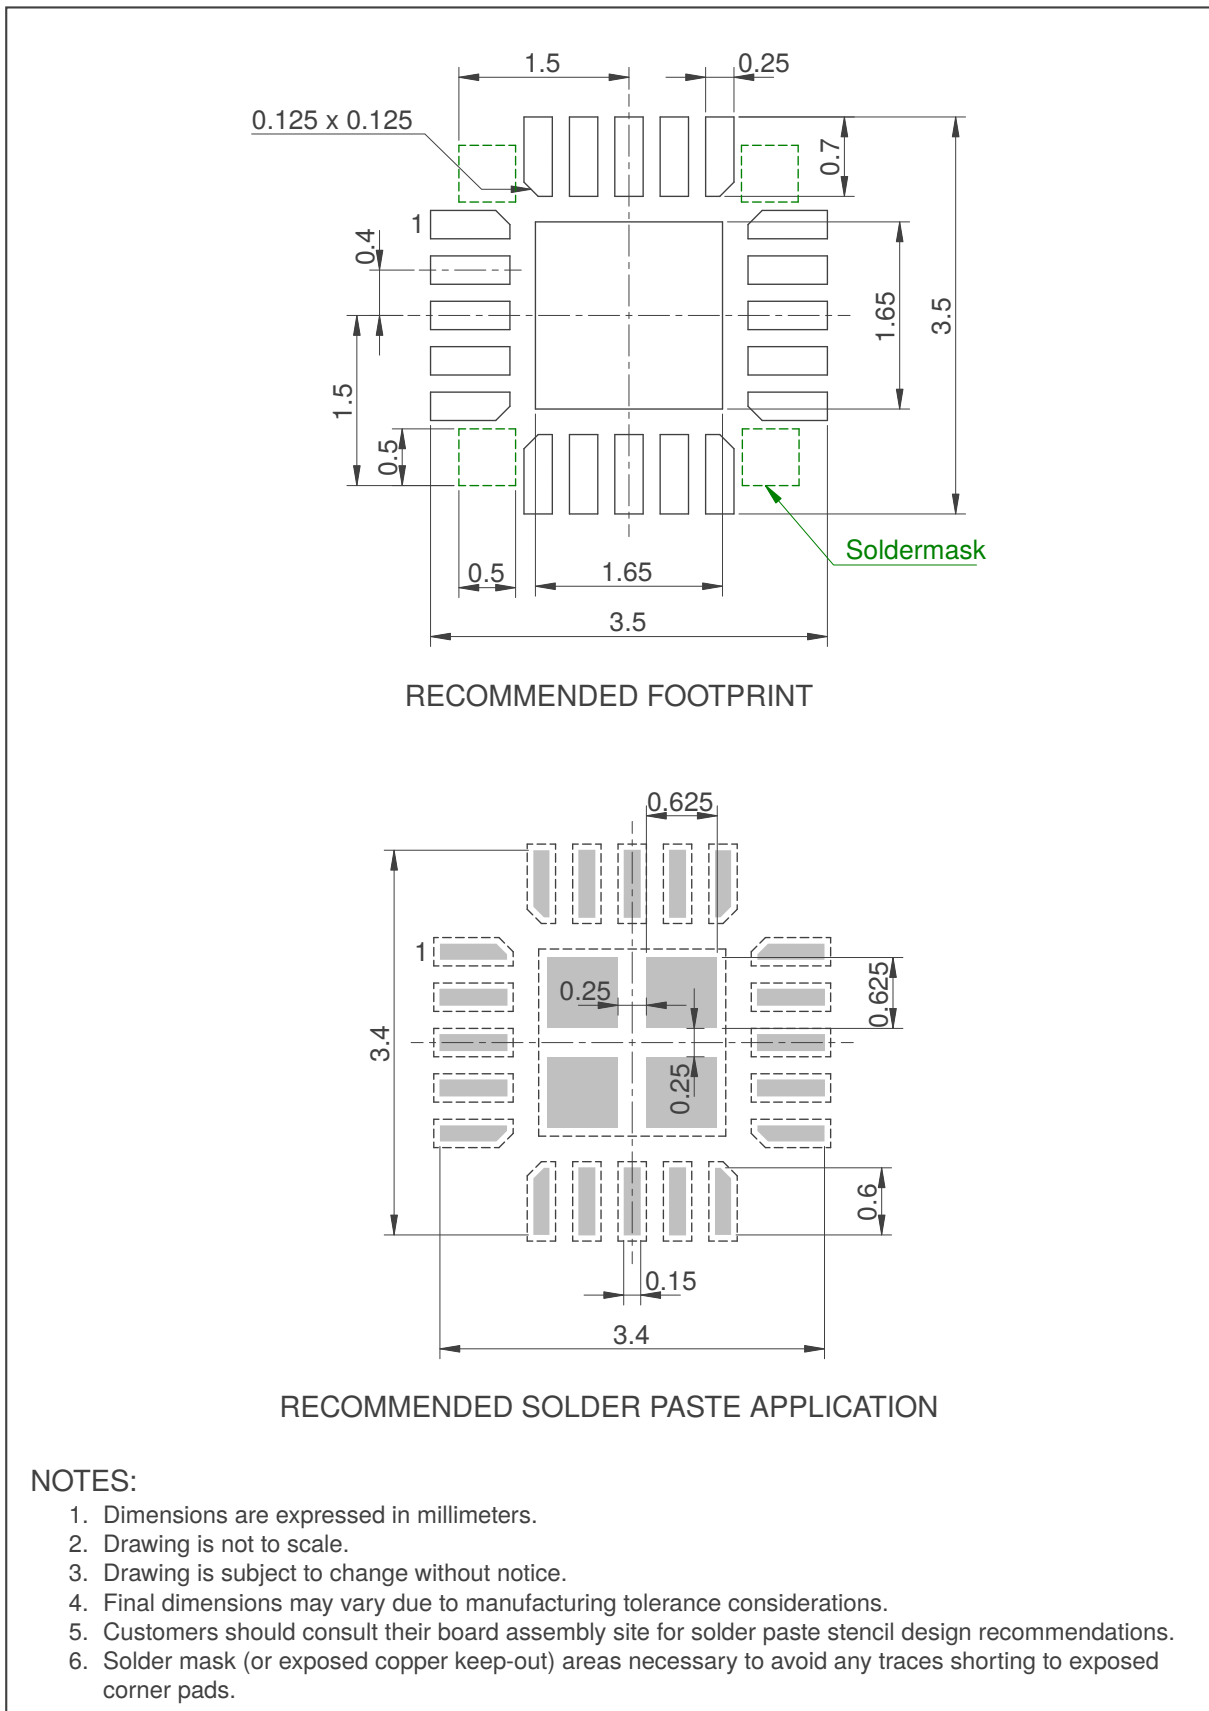 1.5
0.25
0.125 x 0.125
0.7
1
0.4
1.65
3.5
1.5
0.5
Soldermask
0.5
1.65
3.5
RECOMMENDED FOOTPRINT
0.625
1
0.25
0.625
3.4
0.25
0.6
0.15
3.4
RECOMMENDED SOLDER PASTE APPLICATION
NOTES:
1. Dimensions are expressed in millimeters.
2. Drawing is not to scale.
3. Drawing is subject to change without notice.
4. Final dimensions may vary due to manufacturing tolerance considerations.
5. Customers should consult their board assembly site for solder paste stencil design recommendations.
6. Solder mask (or exposed copper keep-out) areas necessary to avoid any traces shorting to exposed
corner pads.